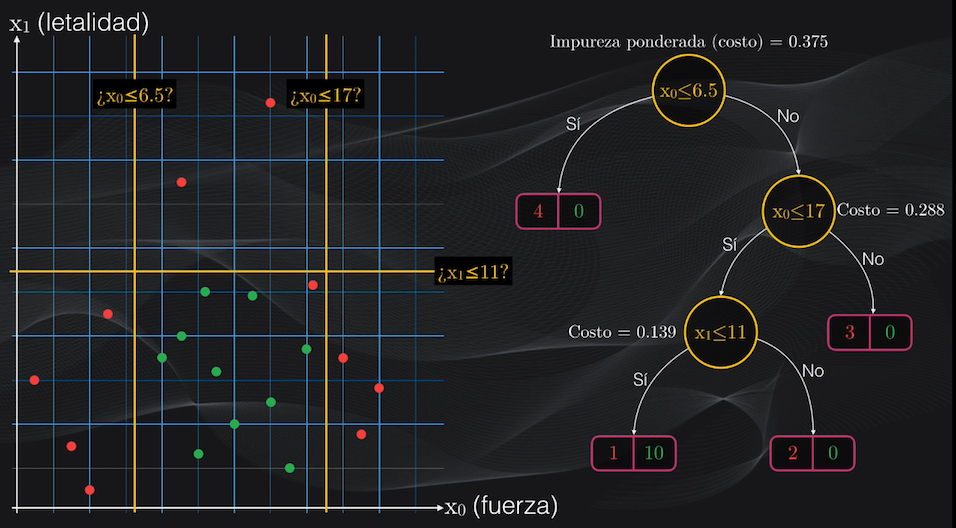 x₁ (letalidad)
¿x₀≤6.5?
¿x₀≤17?
¿x₁≤11?
x₀ (fuerza)
Impureza ponderada (costo) = 0.375
x₀≤6.5
Sí
No
4 0
x₀≤17
Costo = 0.288
Sí
No
Costo = 0.139
x₁≤11
3 0
Sí
No
1 10
2 0